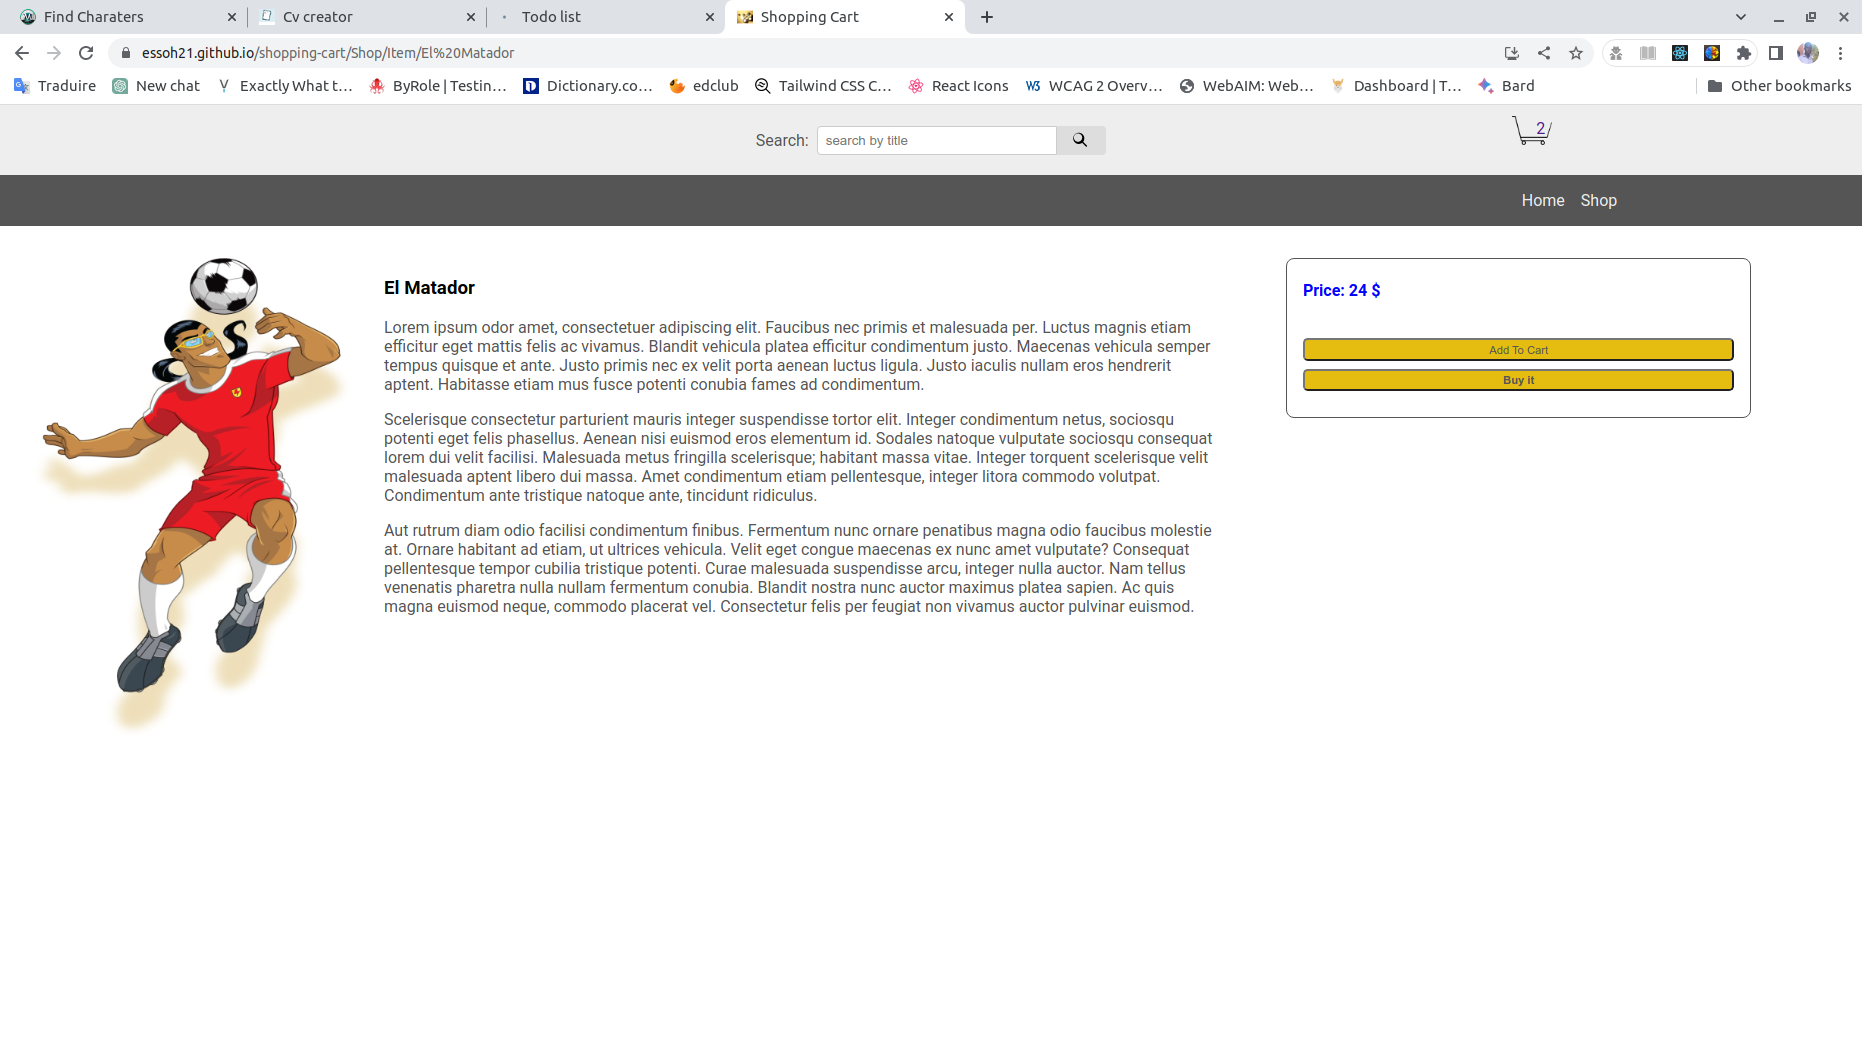 Find Charaters
Cv creator
Todo list
Shopping Cart
essoh21.github.io/shopping-cart/Shop/Item/El%20Matador
Traduire
New chat
Exactly What t...
ByRole | Testin...
Dictionary.co...
edclub
Tailwind CSS C...
React Icons
W3 WCAG 2 Overv...
WebAIM: Web...
Dashboard | T...
Bard
Other bookmarks
Search:
search by title
2
Home
Shop
El Matador
Lorem ipsum odor amet, consectetuer adipiscing elit. Faucibus nec primis et malesuada per. Luctus magnis etiam
efficitur eget mattis felis ac vivamus. Blandit vehicula platea efficitur condimentum justo. Maecenas vehicula semper
tempus quisque et ante. Justo primis nec ex velit porta aenean luctus ligula. Justo iaculis nullam eros hendrerit
aptent. Habitasse etiam mus fusce potenti conubia fames ad condimentum.
Scelerisque consectetur parturient mauris integer suspendisse tortor elit. Integer condimentum netus, sociosqu
potenti eget felis phasellus. Aenean nisi euismod eros elementum id. Sodales natoque vulputate sociosqu consequat
lorem dui velit facilisi. Malesuada metus fringilla scelerisque; habitant massa vitae. Integer torquent scelerisque velit
malesuada aptent libero dui massa. Amet condimentum etiam pellentesque, integer litora commodo volutpat.
Condimentum ante tristique natoque ante, tincidunt ridiculus.
Aut rutrum diam odio facilisi condimentum finibus. Fermentum nunc ornare penatibus magna odio faucibus molestie
at. Ornare habitant ad etiam, ut ultrices vehicula. Velit eget congue maecenas ex nunc amet vulputate? Consequat
pellentesque tempor cubilia tristique potenti. Curae malesuada suspendisse arcu, integer nulla auctor. Nam tellus
venenatis pharetra nulla nullam fermentum conubia. Blandit nostra nunc auctor maximus platea sapien. Ac quis
magna euismod neque, commodo placerat vel. Consectetur felis per feugiat non vivamus auctor pulvinar euismod.
Price: 24 $
Add To Cart
Buy it